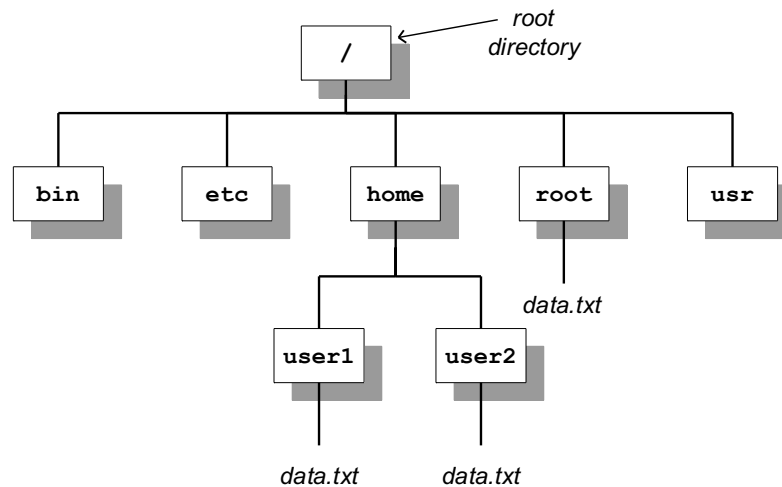 root
directory
/
bin
etc
home
root
usr
data.txt
user1
user2
data.txt
data.txt